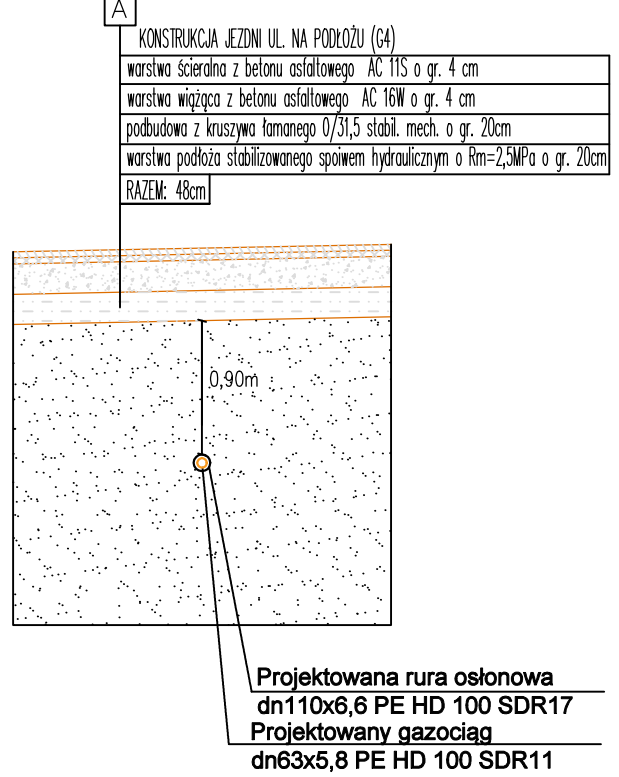 A
KONSTRUKCJA JEZDNI UL. NA PODŁOŻU (G4)
warstwa ścieralna z betonu asfaltowego AC 11S o gr. 4 cm
warstwa wiążąca z betonu asfaltowego AC 16W o gr. 4 cm
podbudowa z kruszywa łamanego 0/31,5 stabil. mech. o gr. 20cm
warstwa podłoża stabilizowanego spoiwem hydraulicznym o Rm=2,5MPa o gr. 20cm
RAZEM: 48cm
0,90m
Projektowana rura osłonowa
dn110x6,6 PE HD 100 SDR17
Projektowany gazociąg
dn63x5,8 PE HD 100 SDR11